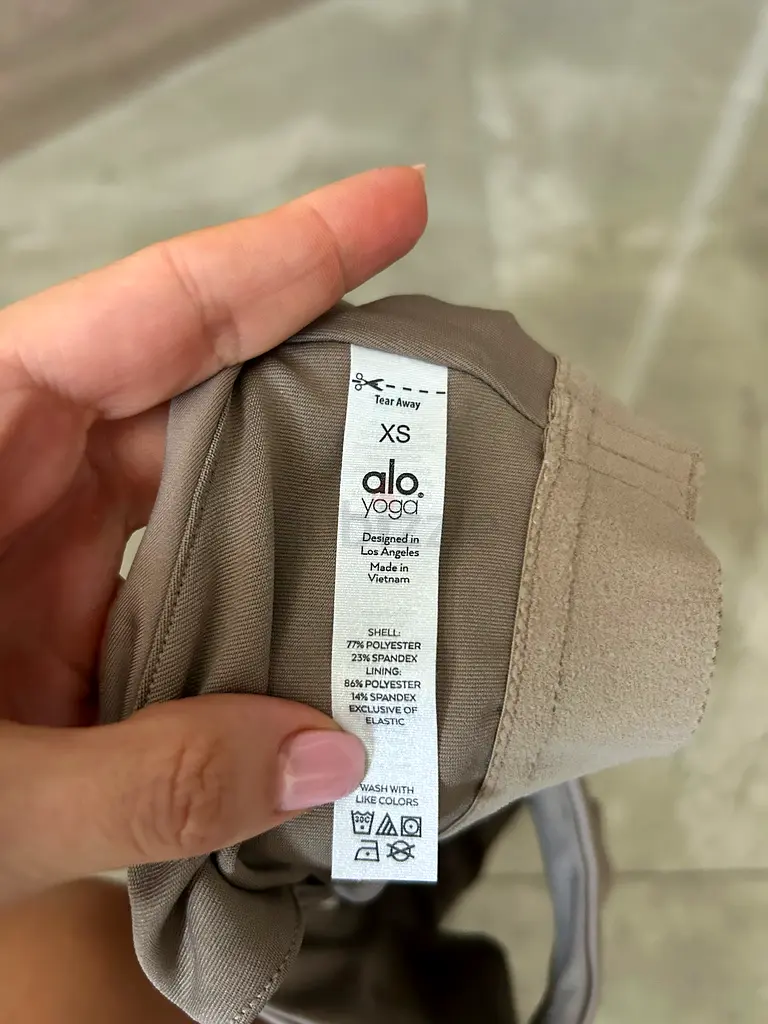 Tear Away
XS
alo.
yoga
Designed in
Los Angeles
Made in
Vietnam
SHELL:
77% POLYESTER
23% SPANDEX
LINING:
86% POLYESTER
14% SPANDEX
EXCLUSIVE OF
ELASTIC
WASH WITH
LIKE COLORS
30C